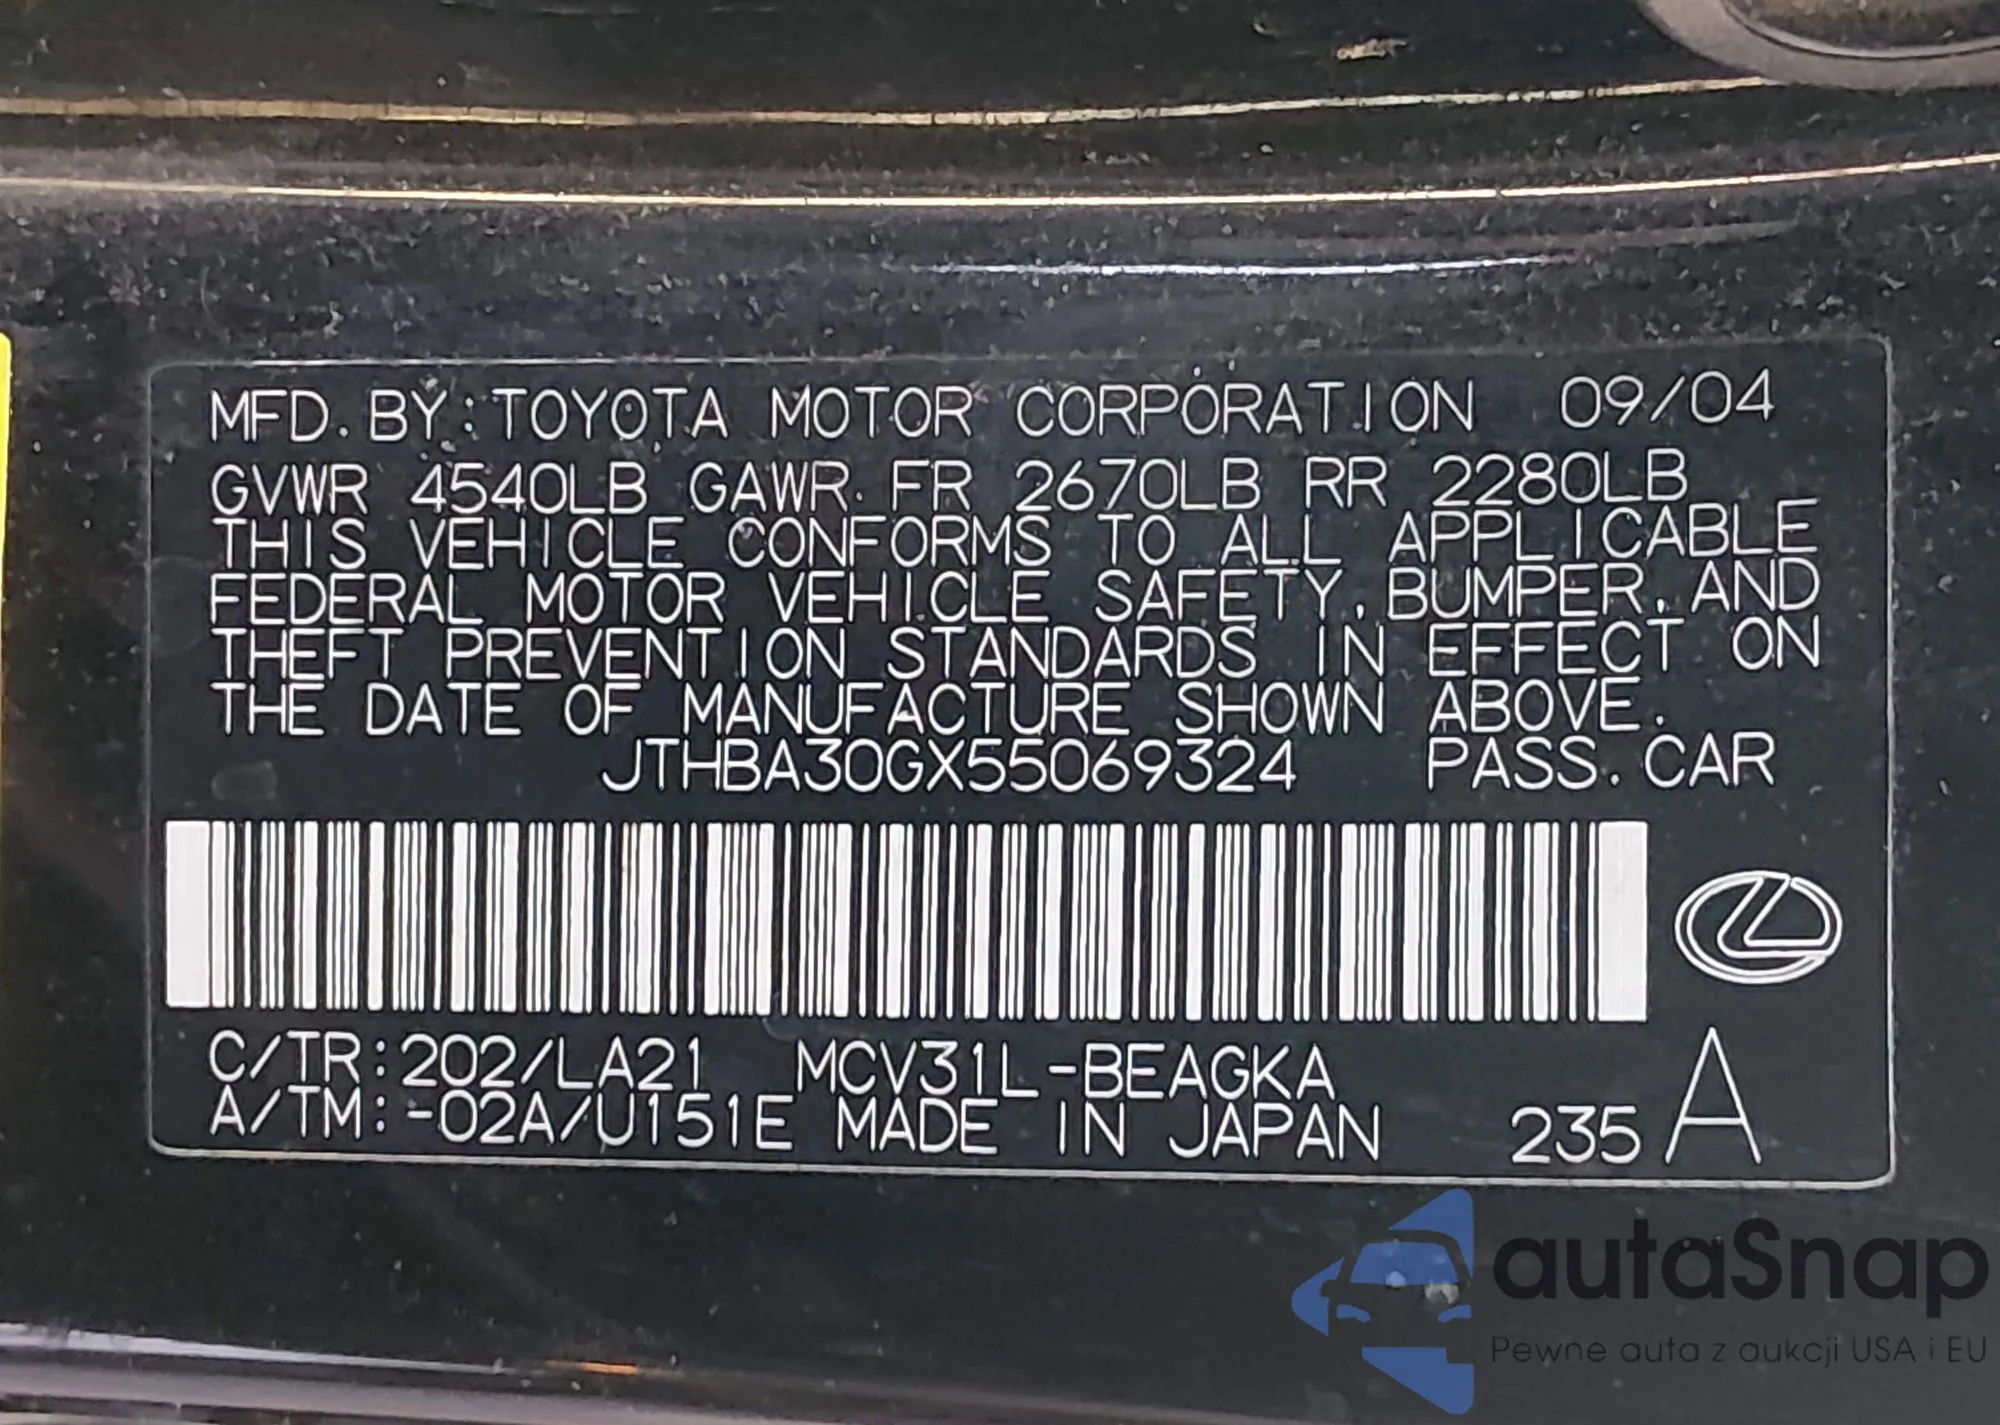 MFD. BY: TOYOTA MOTOR CORPORATION 09/04
GVWR 4540LB GAWR FR 2670LB RR 2280LB
THIS VEHICLE CONFORMS TO ALL APPLICABLE
FEDERAL MOTOR VEHICLE SAFETY, BUMPER, AND
THEFT PREVENTION STANDARDS IN EFFECT ON
THE DATE OF MANUFACTURE SHOWN ABOVE.
JTHBA30GX55069324 PASS. CAR
C/TR:202/LA21 MCV31L-BEAGKA
A/TM:-02A/U151E MADE IN JAPAN 235 A
autaSnap
Pewne auta z aukcji USA i EU